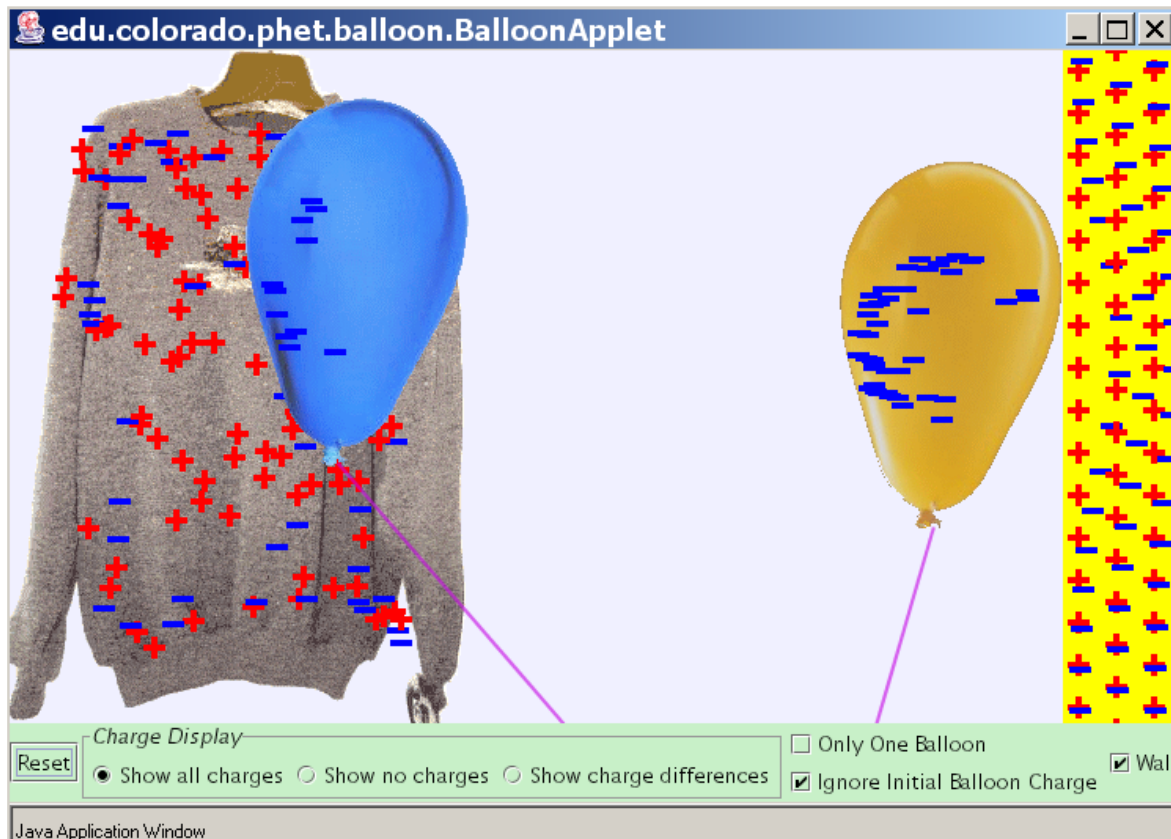 edu.colorado.phet.balloon.BalloonApplet
Charge Display
Reset
Show all charges
Show no charges
Show charge differences
Only One Balloon
Ignore Initial Balloon Charge
Wal
Java Application Window